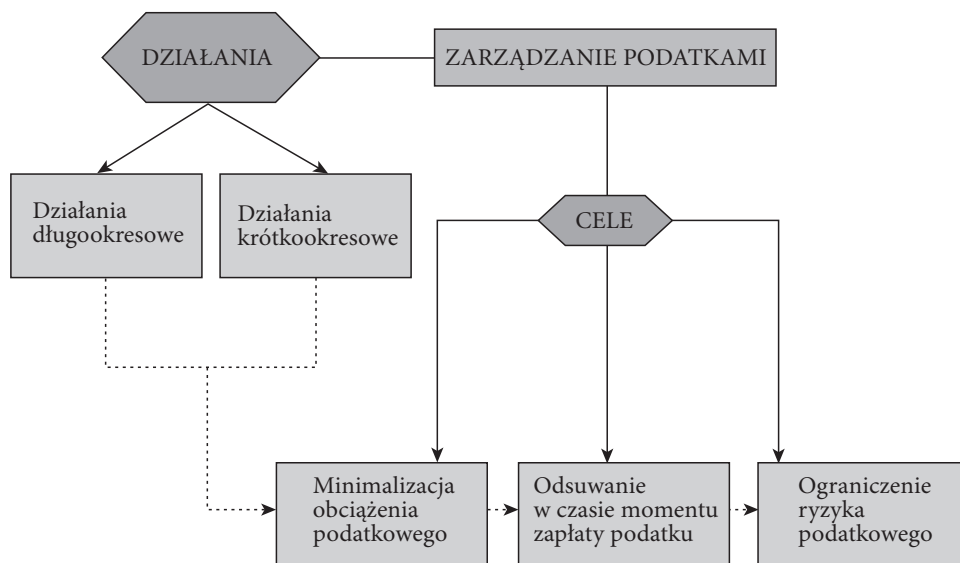 DZIAŁANIA
ZARZĄDZANIE PODATKAMI
Działania
długookresowe
Działania
krótkookresowe
CELE
Minimalizacja
obciążenia
podatkowego
Odsuwanie
w czasie momentu
zapłaty podatku
Ograniczenie
ryzyka
podatkowego